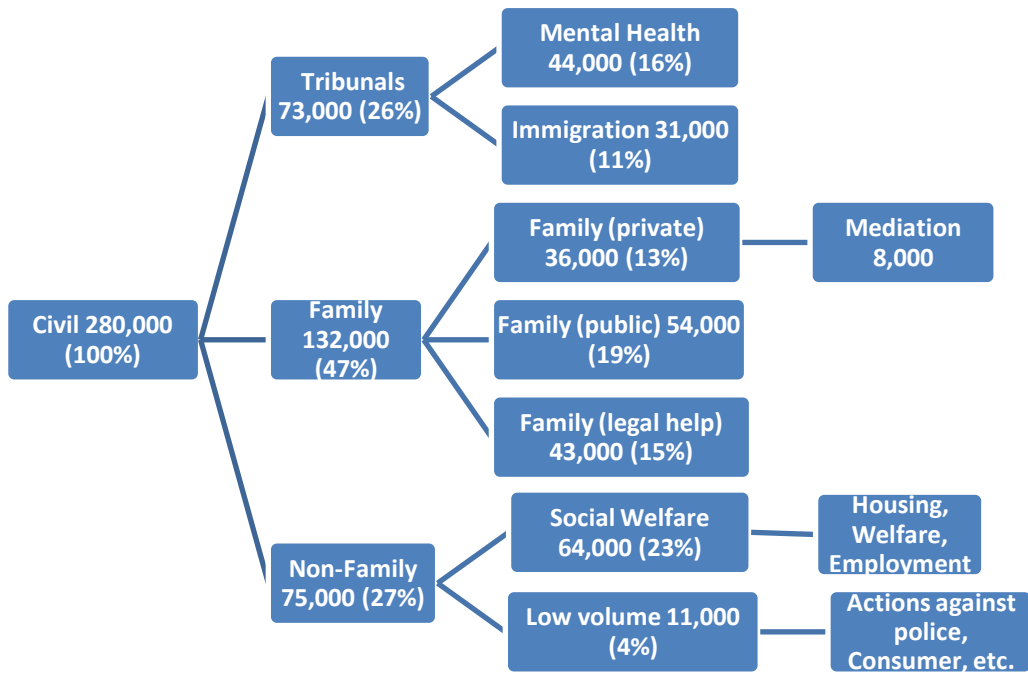 Civil 280,000
(100%)
Tribunals
73,000 (26%)
Mental Health
44,000 (16%)
Immigration 31,000
(11%)
Family
132,000
(47%)
Family (private)
36,000 (13%)
Mediation
8,000
Family (public) 54,000
(19%)
Family (legal help)
43,000 (15%)
Non-Family
75,000 (27%)
Social Welfare
64,000 (23%)
Housing,
Welfare,
Employment
Low volume 11,000
(4%)
Actions against
police,
Consumer, etc.